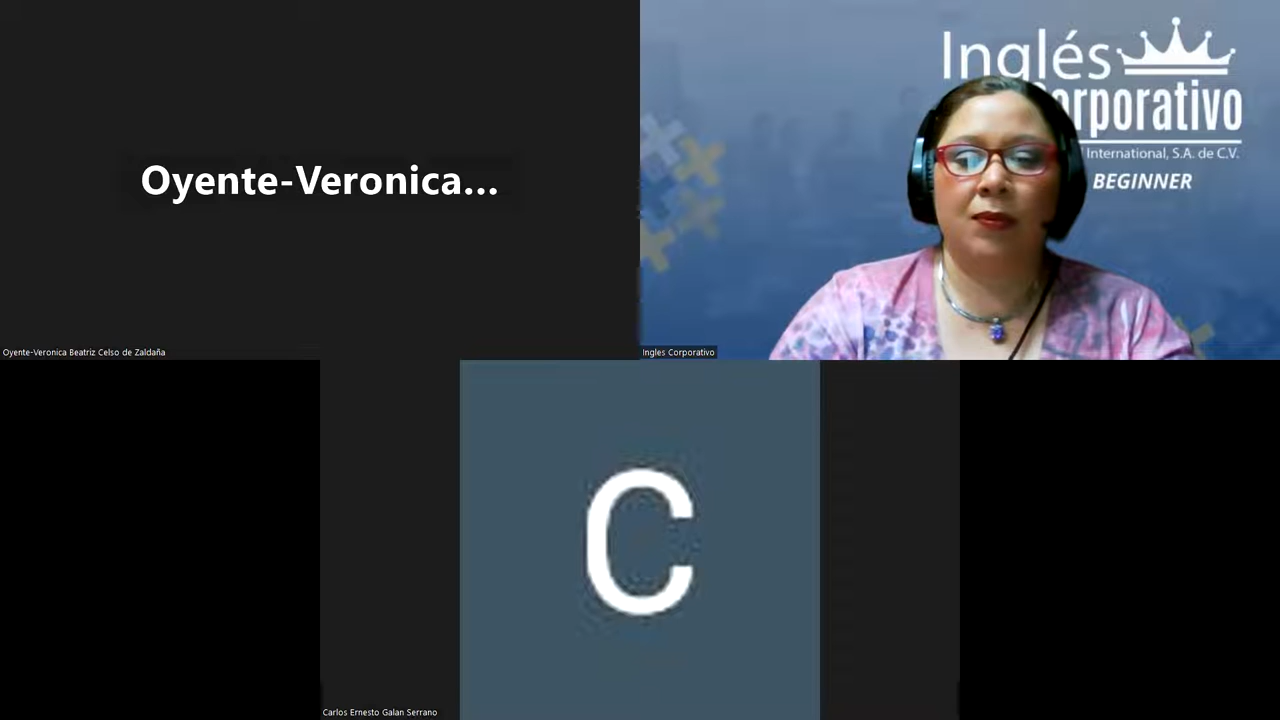 Oyente-Veronica...
Oyente-Veronica Beatriz Celso de Zaldaña
Inglés
Corporativo
International, S.A. de C.V.
BEGINNER
Ingles Corporativo
C
Carlos Ernesto Galan Serrano